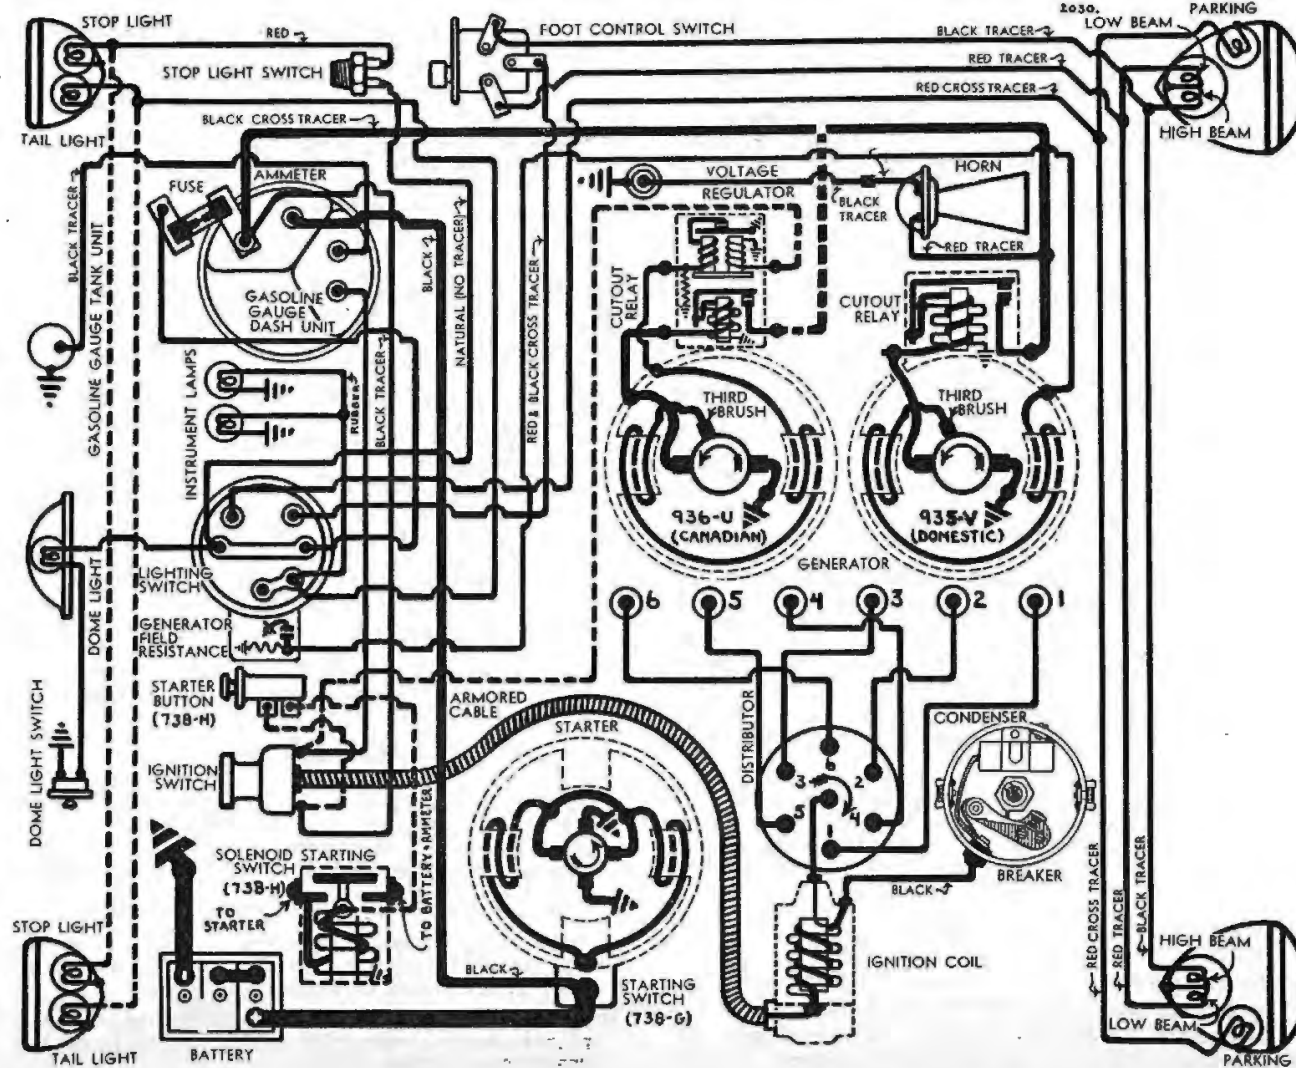 STOP LIGHT
RED
FOOT CONTROL SWITCH
BLACK TRACER
2030.
LOW BEAM
PARKING
STOP LIGHT SWITCH
RED TRACER
RED CROSS TRACER
TAIL LIGHT
BLACK CROSS TRACER
HIGH BEAM
FUSE
AMMETER
VOLTAGE
REGULATOR
HORN
BLACK
TRACER
BLACK TRACER
GASOLINE GAUGE TANK UNIT
RED TRACER
BLACK
NATURAL (NO TRACER)
RED & BLACK CROSS TRACER
GASOLINE
GAUGE
DASH UNIT
CUTOUT
RELAY
CUTOUT
RELAY
INSTRUMENT LAMPS
RUBBER
BLACK TRACER
THIRD
BRUSH
THIRD
BRUSH
936-U
(CANADIAN)
935-V
(DOMESTIC)
GENERATOR
LIGHTING
SWITCH
DOME LIGHT
6
5
4
3
2
1
GENERATOR
FIELD
RESISTANCE
STARTER
BUTTON
(738-H)
ARMORED
CABLE
STARTER
DISTRIBUTOR
CONDENSER
DOME LIGHT SWITCH
IGNITION
SWITCH
6
3
2
5
4
1
SOLENOID STARTING
SWITCH
(738-H)
TO
STARTER
TO BATTERY & AMMETER
BLACK
BREAKER
RED CROSS TRACER
RED TRACER
BLACK TRACER
STOP LIGHT
HIGH BEAM
BLACK
IGNITION COIL
STARTING
SWITCH
(738-G)
LOW BEAM
BATTERY
TAIL LIGHT
PARKING